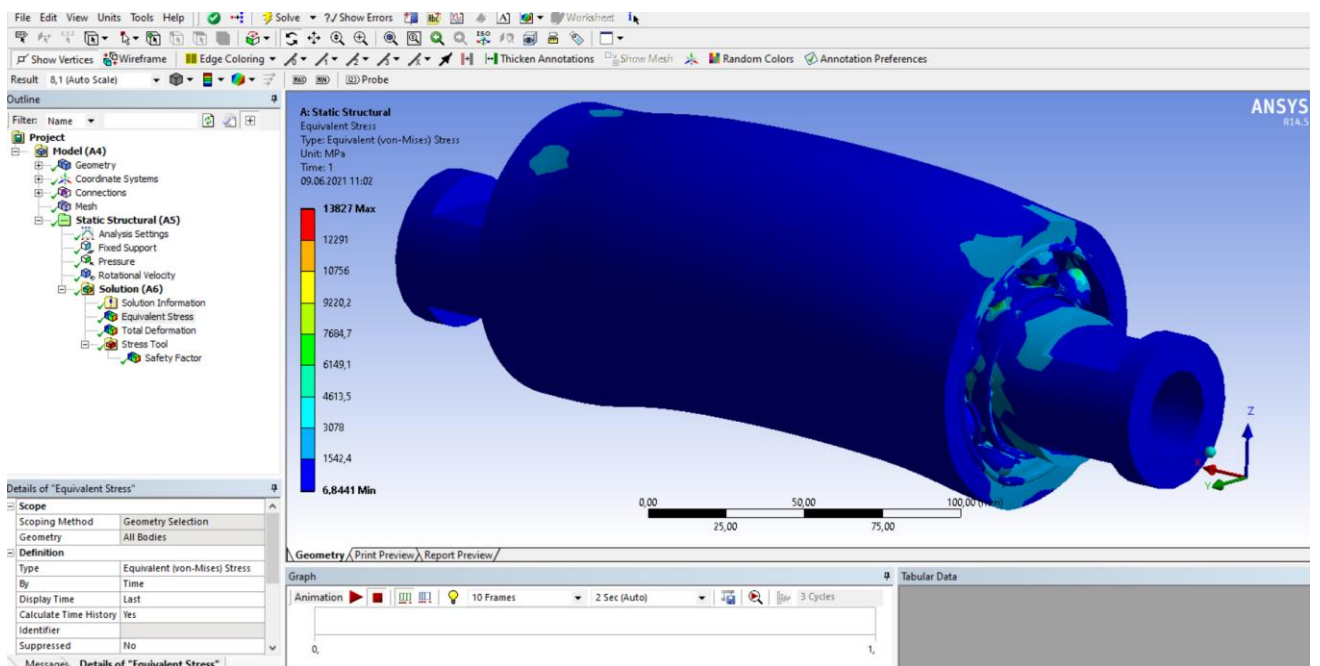 File Edit View Units Tools Help Solve ?/ Show Errors Worksheet
Show Vertices Wireframe Edge Coloring Thicken Annotations Show Mesh Random Colors Annotation Preferences
Result 8,1 (Auto Scale) Probe
Outline
Filter: Name
Project
Model (A4)
Geometry
Coordinate Systems
Connections
Mesh
Static Structural (A5)
Analysis Settings
Fixed Support
Pressure
Rotational Velocity
Solution (A6)
Solution Information
Equivalent Stress
Total Deformation
Stress Tool
Safety Factor
A: Static Structural
Equivalent Stress
Type: Equivalent (von-Mises) Stress
Unit: MPa
Time: 1
09.06.2021 11:02
13827 Max
12291
10756
9220,2
7684,7
6149,1
4613,5
3078
1542,4
6,8441 Min
ANSYS
R14.5
Z
X
Y
0,00 50,00 100,00 (mm)
25,00 75,00
Details of "Equivalent Stress"
Scope
Scoping Method Geometry Selection
Geometry All Bodies
Definition
Type Equivalent (von-Mises) Stress
By Time
Display Time Last
Calculate Time History Yes
Identifier
Suppressed No
Messages Details of "Equivalent Stress"
Geometry Print Preview Report Preview
Graph
Animation 10 Frames 2 Sec (Auto) 3 Cycles
0, 1,
Tabular Data